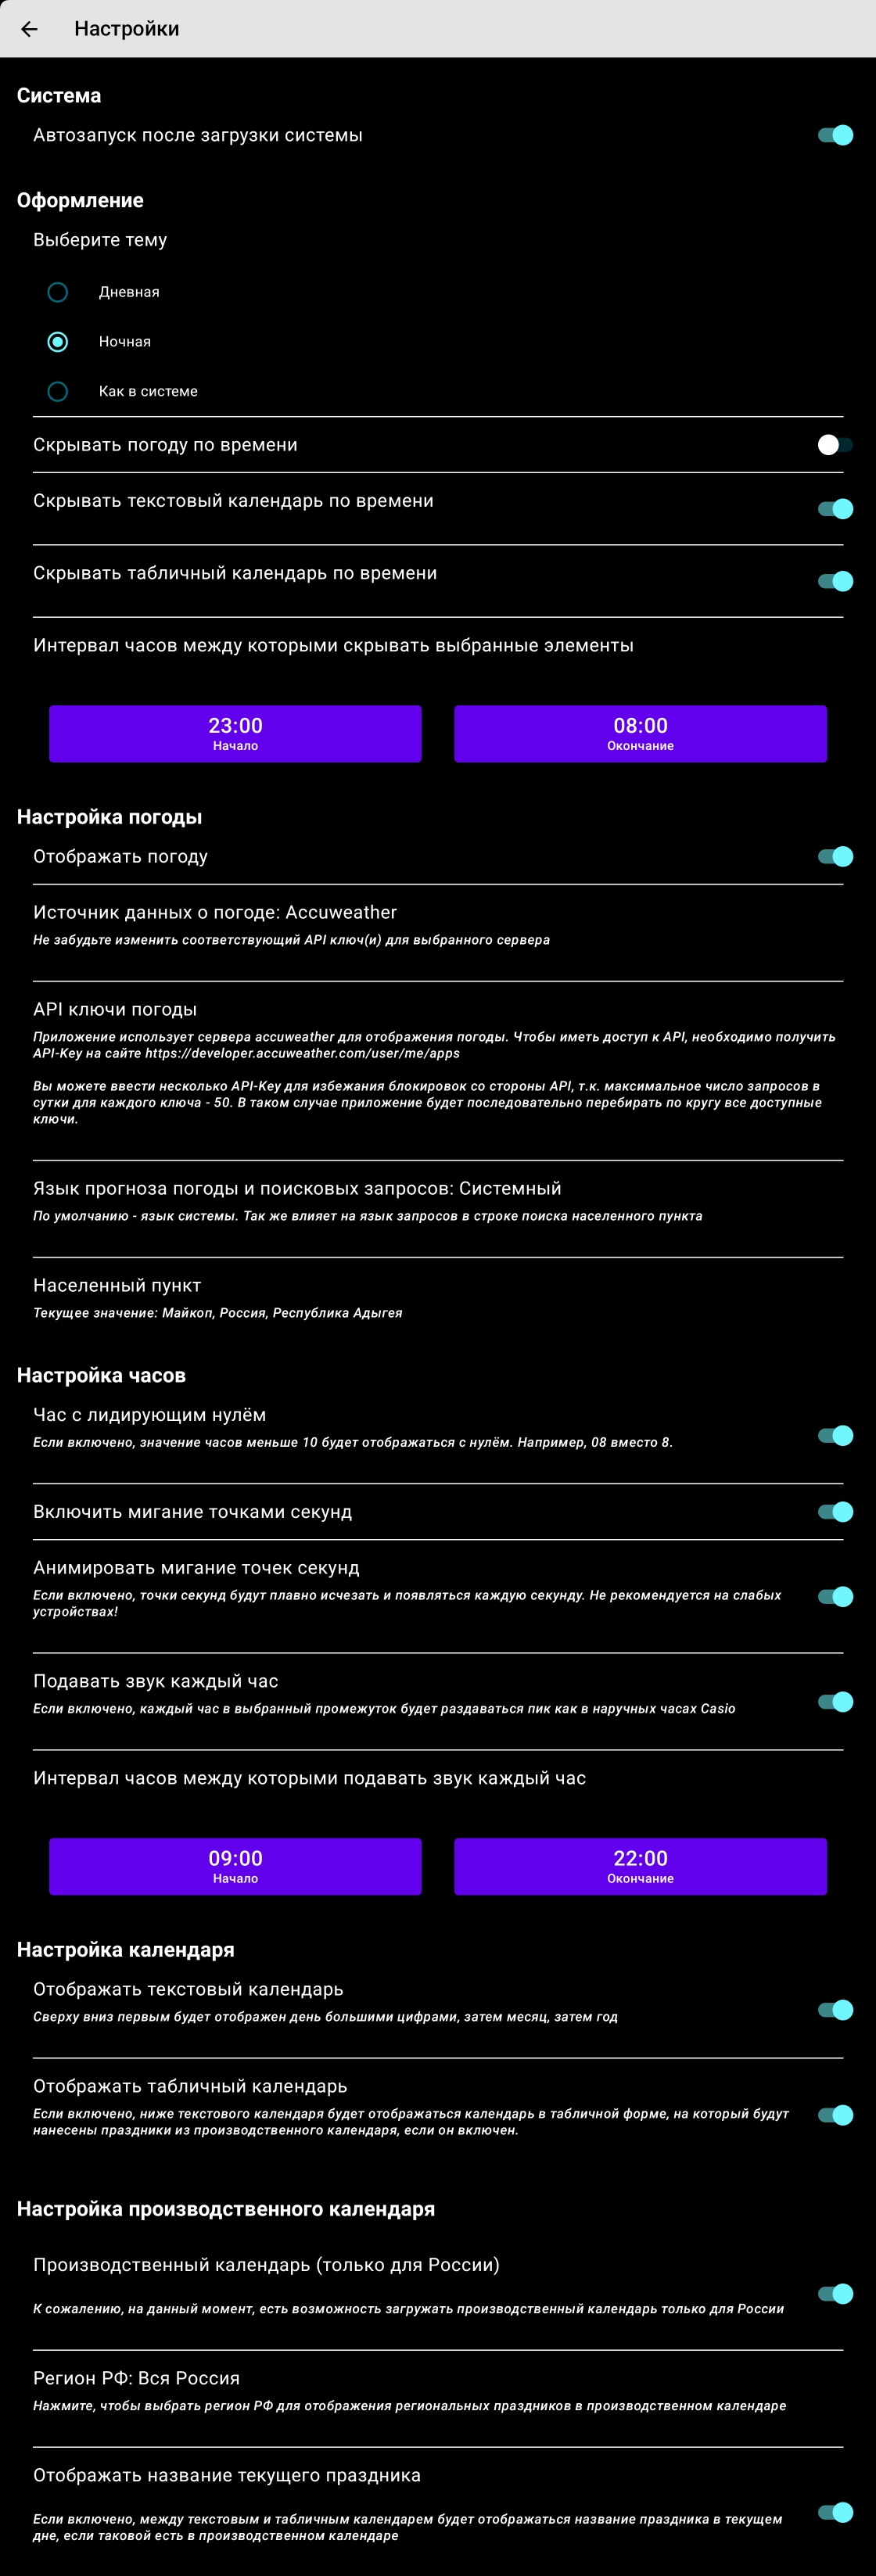 Настройки
Система
Автозапуск после загрузки системы
Оформление
Выберите тему
Дневная
Ночная
Как в системе
Скрывать погоду по времени
Скрывать текстовый календарь по времени
Скрывать табличный календарь по времени
Интервал часов между которыми скрывать выбранные элементы
23:00
Начало
08:00
Окончание
Настройка погоды
Отображать погоду
Источник данных о погоде: Accuweather
Не забудьте изменить соответствующий API ключ(и) для выбранного сервера
API ключи погоды
Приложение использует сервера accuweather для отображения погоды. Чтобы иметь доступ к API, необходимо получить
API-Key на сайте https://developer.accuweather.com/user/me/apps
Вы можете ввести несколько API-Key для избежания блокировок со стороны API, т.к. максимальное число запросов в
сутки для каждого ключа - 50. В таком случае приложение будет последовательно перебирать по кругу все доступные
ключи.
Язык прогноза погоды и поисковых запросов: Системный
По умолчанию - язык системы. Так же влияет на язык запросов в строке поиска населенного пункта
Населенный пункт
Текущее значение: Майкоп, Россия, Республика Адыгея
Настройка часов
Час с лидирующим нулём
Если включено, значение часов меньше 10 будет отображаться с нулём. Например, 08 вместо 8.
Включить мигание точками секунд
Анимировать мигание точек секунд
Если включено, точки секунд будут плавно исчезать и появляться каждую секунду. Не рекомендуется на слабых
устройствах!
Подавать звук каждый час
Если включено, каждый час в выбранный промежуток будет раздаваться пик как в наручных часах Casio
Интервал часов между которыми подавать звук каждый час
09:00
Начало
22:00
Окончание
Настройка календаря
Отображать текстовый календарь
Сверху вниз первым будет отображен день большими цифрами, затем месяц, затем год
Отображать табличный календарь
Если включено, ниже текстового календаря будет отображаться календарь в табличной форме, на который будут
нанесены праздники из производственного календаря, если он включен.
Настройка производственного календаря
Производственный календарь (только для России)
К сожалению, на данный момент, есть возможность загружать производственный календарь только для России
Регион РФ: Вся Россия
Нажмите, чтобы выбрать регион РФ для отображения региональных праздников в производственном календаре
Отображать название текущего праздника
Если включено, между текстовым и табличным календарем будет отображаться название праздника в текущем
дне, если таковой есть в производственном календаре